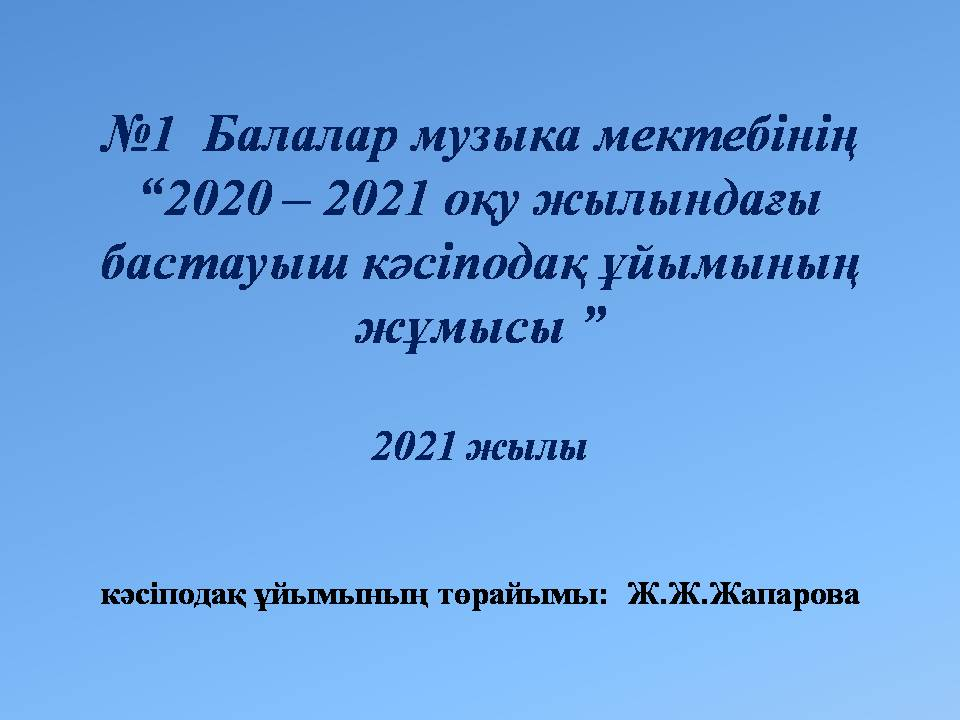 №1 Балалар музыка мектебінің
“2020 – 2021 оқу жылындағы
бастауыш кәсіподақ ұйымының
жұмысы ”
2021 жылы
кәсіподақ ұйымының төрайымы: Ж.Ж.Жапарова